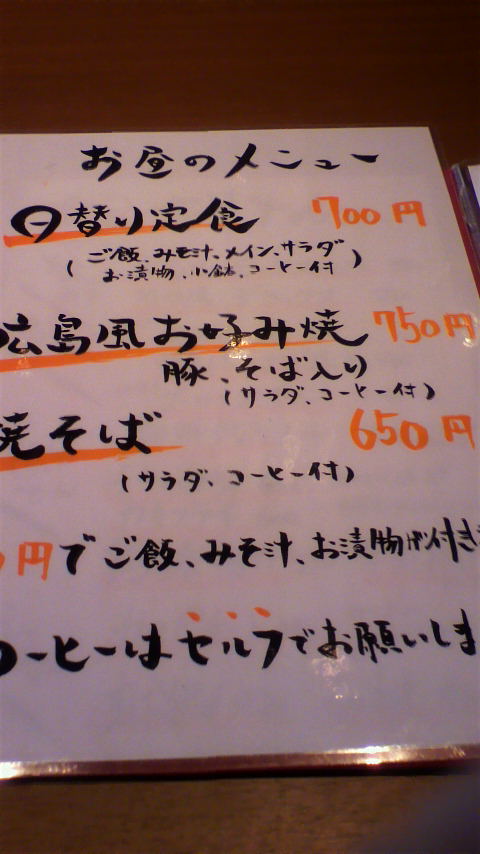 お昼のメニュー
日替り定食 700円
(ご飯、みそ汁、メイン、サラダ
お漬物、小鉢、コーヒー付)
広島風お好み焼 750円
豚、そば入り
(サラダ、コーヒー付)
焼そば 650円
(サラダ、コーヒー付)
円でご飯、みそ汁、お漬物が付き
コーヒーはセルフでお願いしま